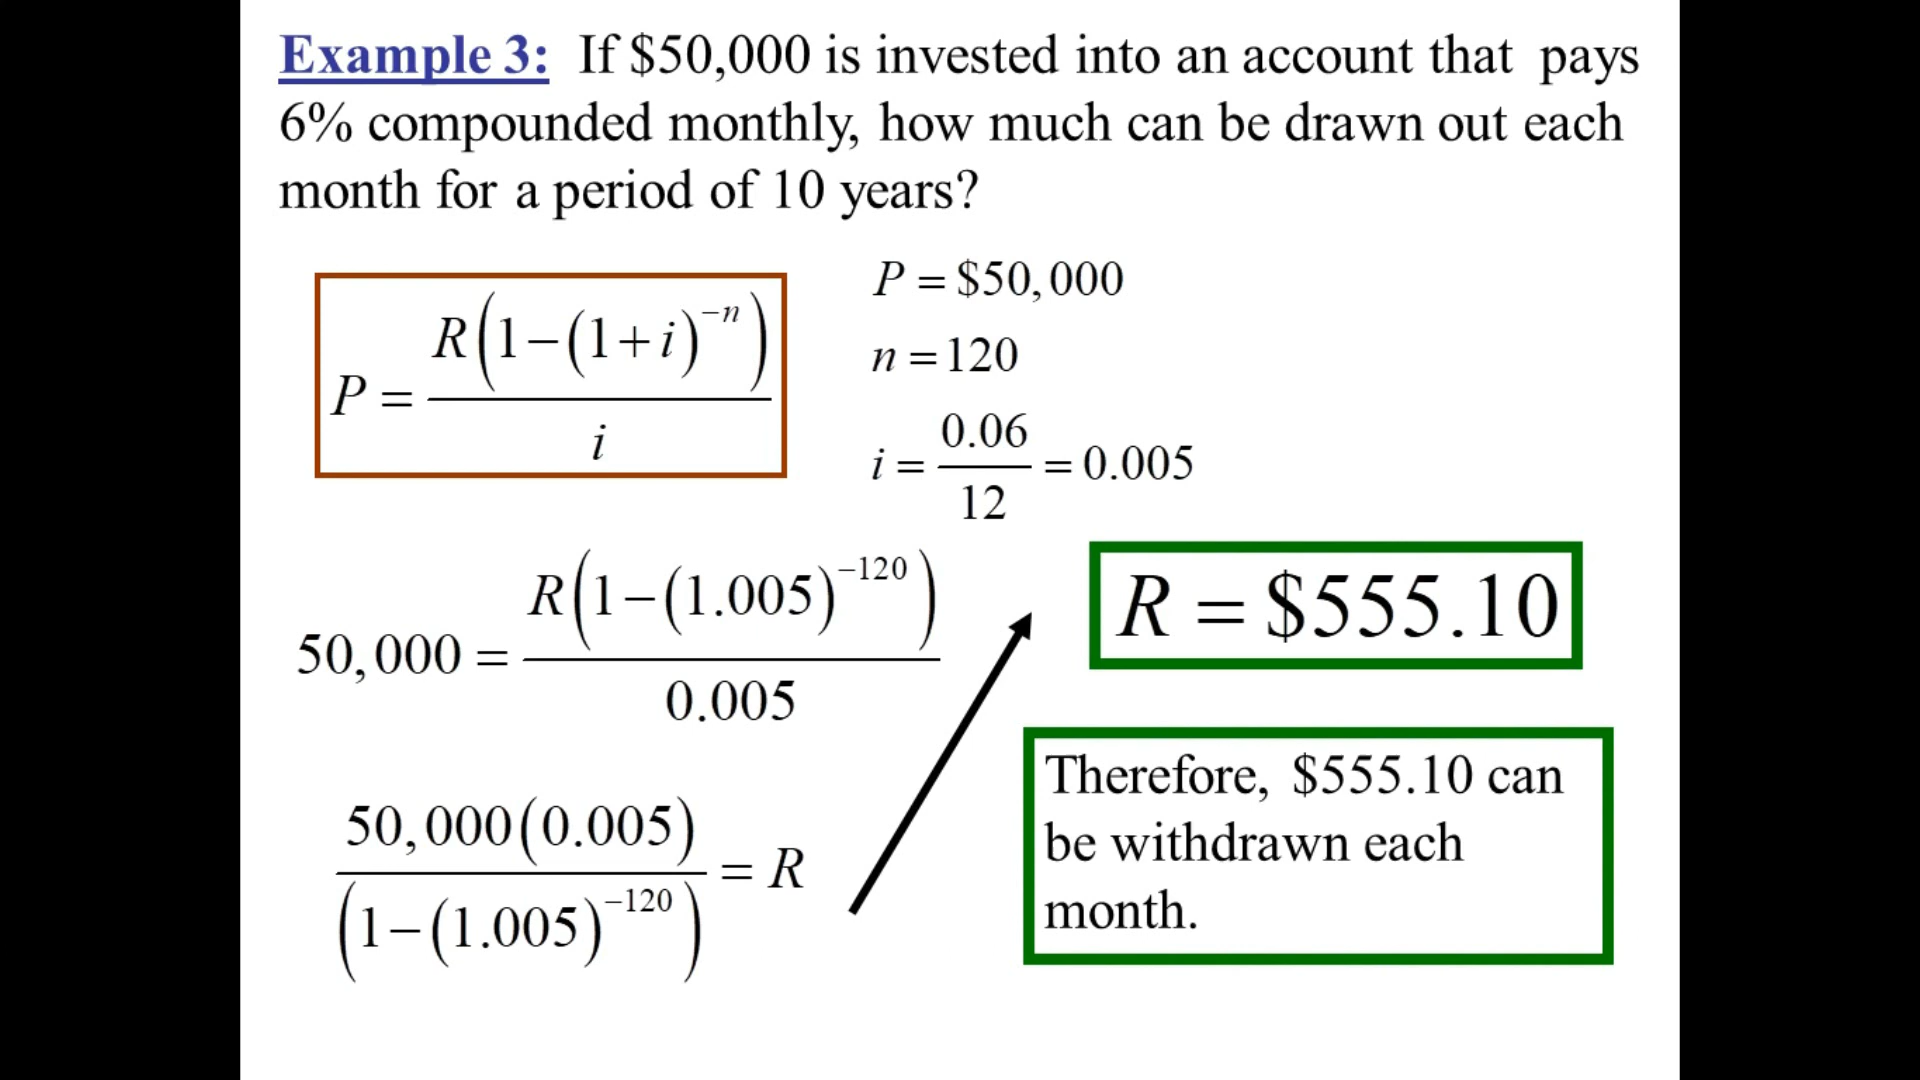 Example 3: If $50,000 is invested into an account that pays
6% compounded monthly, how much can be drawn out each
month for a period of 10 years?
P = R(1−(1+i)^−n) / i
P = $50,000
n = 120
i = 0.06 / 12 = 0.005
50,000 = R(1−(1.005)^−120) / 0.005
50,000(0.005) / (1−(1.005)^−120) = R
R = $555.10
Therefore, $555.10 can
be withdrawn each
month.